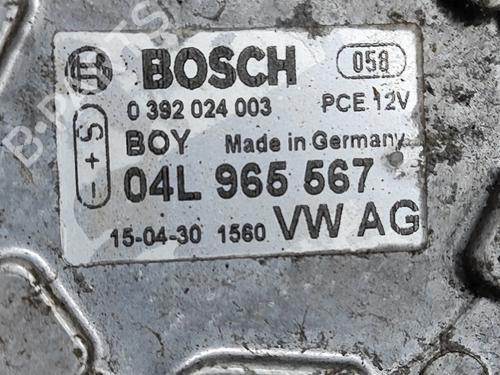 BOSCH 058
0 392 024 003 PCE 12V
BOY Made in Germany
- + S
04L 965 567
15-04-30 1560 VW AG